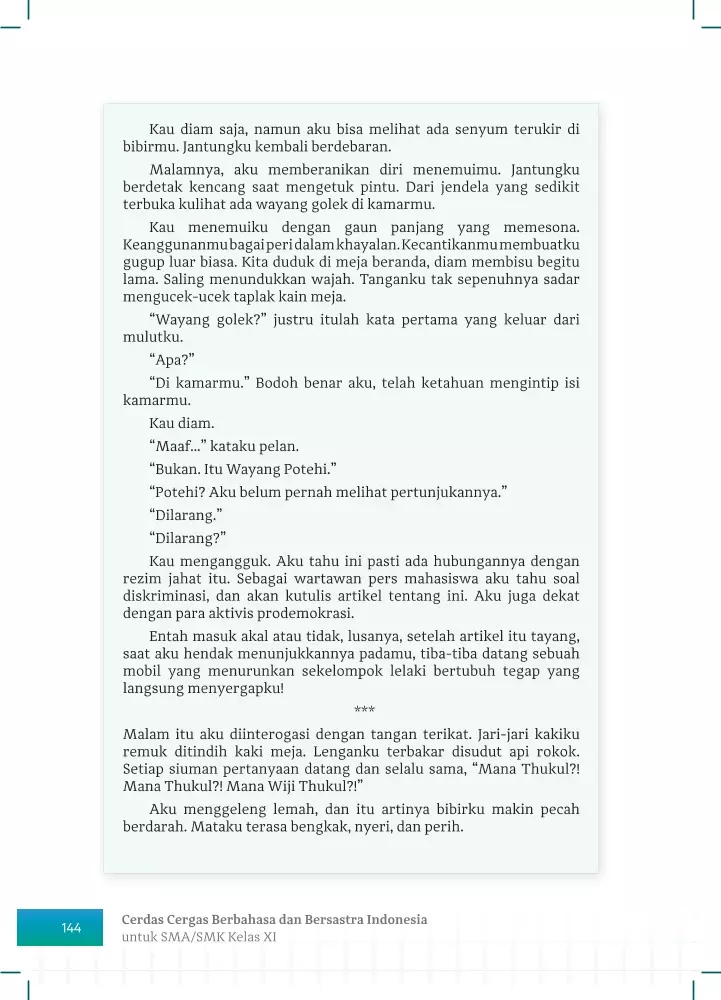 Kau diam saja, namun aku bisa melihat ada senyum terukir di
bibirmu. Jantungku kembali berdebaran.
Malamnya, aku memberanikan diri menemuimu. Jantungku
berdetak kencang saat mengetuk pintu. Dari jendela yang sedikit
terbuka kulihat ada wayang golek di kamarmu.
Kau menemuiku dengan gaun panjang yang memesona.
Keanggunanmu bagai peri dalam khayalan. Kecantikanmu membuatku
gugup luar biasa. Kita duduk di meja beranda, diam membisu begitu
lama. Saling menundukkan wajah. Tanganku tak sepenuhnya sadar
mengucek-ucek taplak kain meja.
“Wayang golek?” justru itulah kata pertama yang keluar dari
mulutku.
“Apa?”
“Di kamarmu.” Bodoh benar aku, telah ketahuan mengintip isi
kamarmu.
Kau diam.
“Maaf...” kataku pelan.
“Bukan. Itu Wayang Potehi.”
“Potehi? Aku belum pernah melihat pertunjukannya.”
“Dilarang.”
“Dilarang?”
Kau mengangguk. Aku tahu ini pasti ada hubungannya dengan
rezim jahat itu. Sebagai wartawan pers mahasiswa aku tahu soal
diskriminasi, dan akan kutulis artikel tentang ini. Aku juga dekat
dengan para aktivis prodemokrasi.
Entah masuk akal atau tidak, lusanya, setelah artikel itu tayang,
saat aku hendak menunjukkannya padamu, tiba-tiba datang sebuah
mobil yang menurunkan sekelompok lelaki bertubuh tegap yang
langsung menyergapku!
***
Malam itu aku diinterogasi dengan tangan terikat. Jari-jari kakiku
remuk ditindih kaki meja. Lenganku terbakar disudut api rokok.
Setiap siuman pertanyaan datang dan selalu sama, “Mana Thukul?!
Mana Thukul?! Mana Wiji Thukul?!”
Aku menggeleng lemah, dan itu artinya bibirku makin pecah
berdarah. Mataku terasa bengkak, nyeri, dan perih.
144
Cerdas Cergas Berbahasa dan Bersastra Indonesia
untuk SMA/SMK Kelas XI